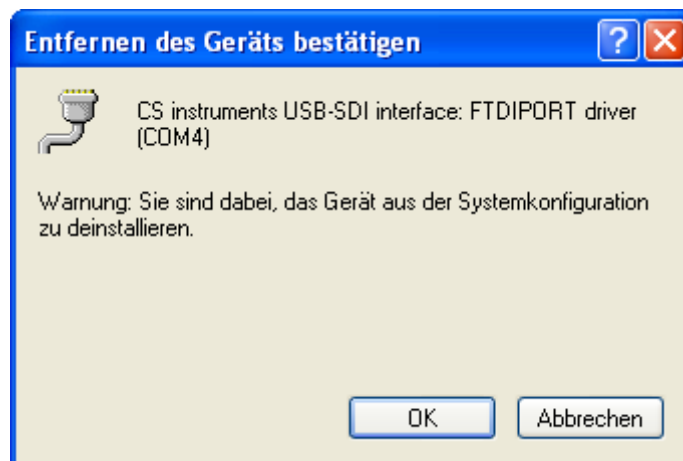 Entfernen des Geräts bestätigen
CS instruments USB-SDI interface: FTDIPORT driver
(COM4)
Warnung: Sie sind dabei, das Gerät aus der Systemkonfiguration
zu deinstallieren.
OK
Abbrechen